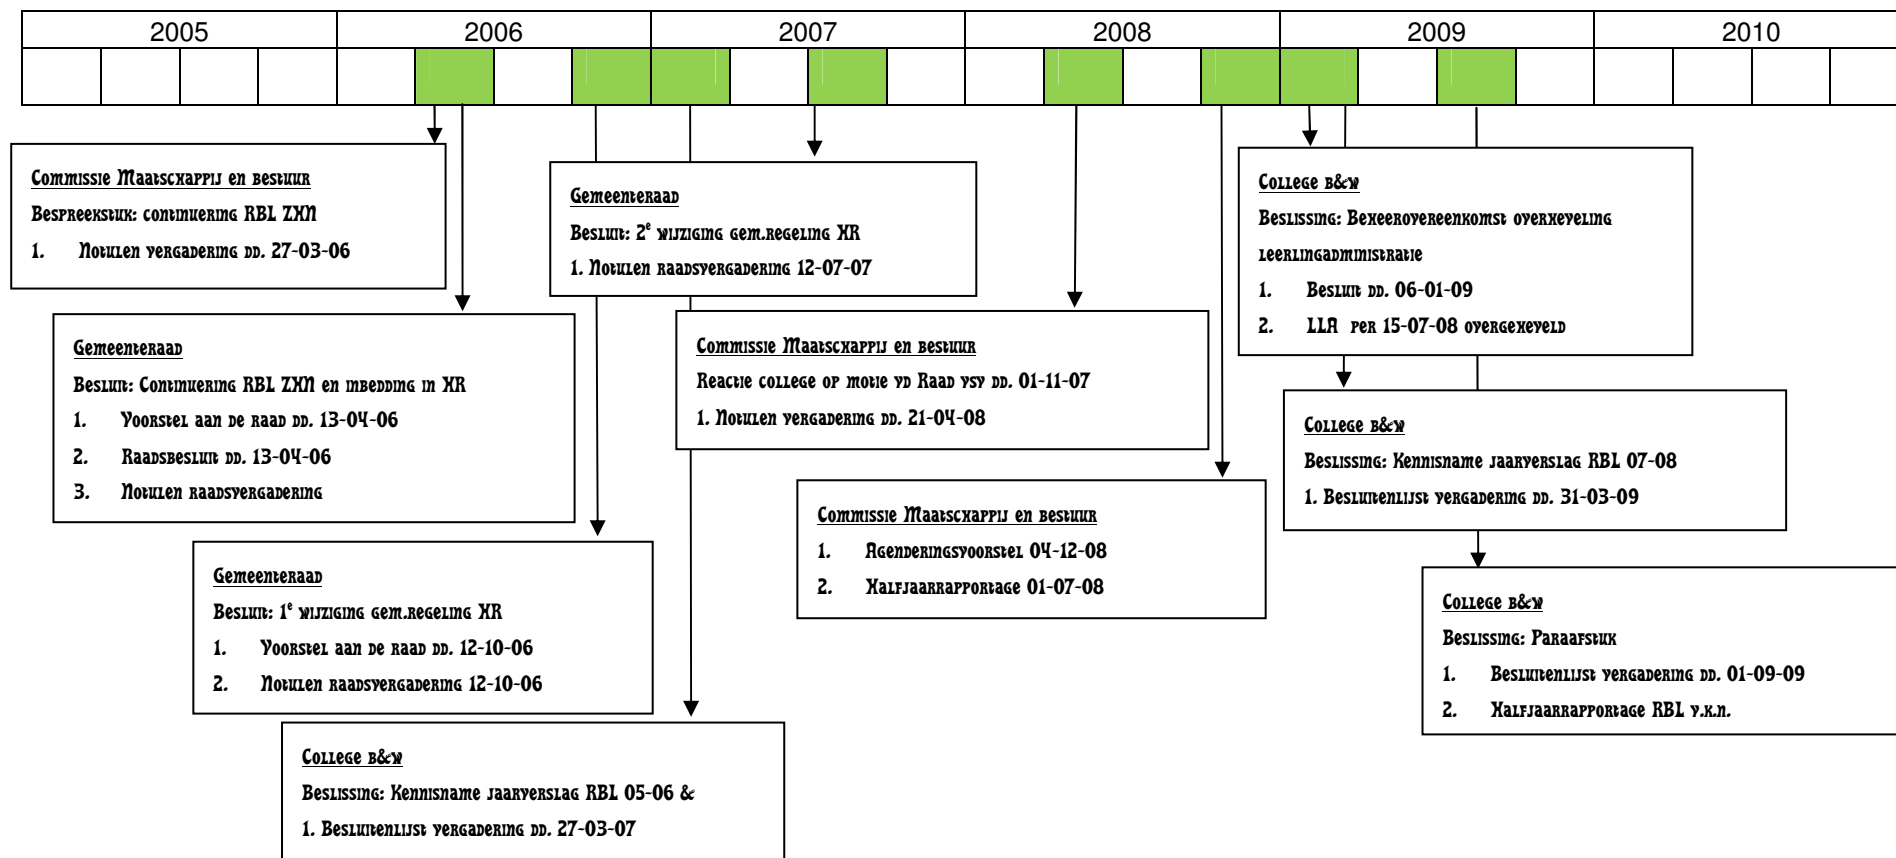 2005 2006 2007 2008 2009 2010
Commissie Maatschappij en bestuur
Bespreekstuk: continuering RBL ZHN
1. Notulen vergadering dd. 27-03-06
Gemeenteraad
Besluit: Continuering RBL ZHN en inbedding in HR
1. Voorstel aan de raad dd. 13-04-06
2. Raadsbesluit dd. 13-04-06
3. Notulen raadsvergadering
Gemeenteraad
Besluit: 1e wijziging gem.regeling HR
1. Voorstel aan de raad dd. 12-10-06
2. Notulen raadsvergadering 12-10-06
College b&w
Beslissing: Kennisname jaarverslag RBL 05-06 &
1. Besluitenlijst vergadering dd. 27-03-07
Gemeenteraad
Besluit: 2e wijziging gem.regeling HR
1. Notulen raadsvergadering 12-07-07
Commissie Maatschappij en bestuur
Reactie college op motie vd Raad vsv dd. 01-11-07
1. Notulen vergadering dd. 21-04-08
Commissie Maatschappij en bestuur
1. Agenderingsvoorstel 04-12-08
2. Halfjaarrapportage 01-07-08
College b&w
Beslissing: Beheerovereenkomst overheveling
leerlingadministratie
1. Besluit dd. 06-01-09
2. LLA per 15-07-08 overgeheveld
College b&w
Beslissing: Kennisname jaarverslag RBL 07-08
1. Besluitenlijst vergadering dd. 31-03-09
College b&w
Beslissing: Paraafstuk
1. Besluitenlijst vergadering dd. 01-09-09
2. Halfjaarrapportage RBL v.k.n.